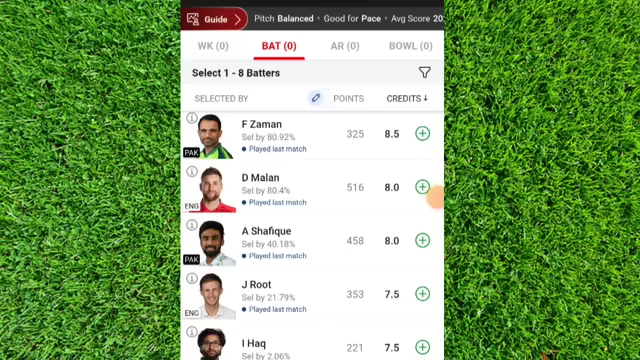 Guide
Pitch Balanced • Good for Pace • Avg Score 20
WK (0) BAT (0) AR (0) BOWL (0)
Select 1 - 8 Batters
SELECTED BY POINTS CREDITS ↓
F Zaman
Sel by 80.92% 325 8.5
PAK Played last match
D Malan
Sel by 80.4% 516 8.0
ENG Played last match
A Shafique
Sel by 40.18% 458 8.0
PAK Played last match
J Root
Sel by 21.79% 353 7.5
ENG Played last match
I Haq
Sel by 2.06% 221 7.5